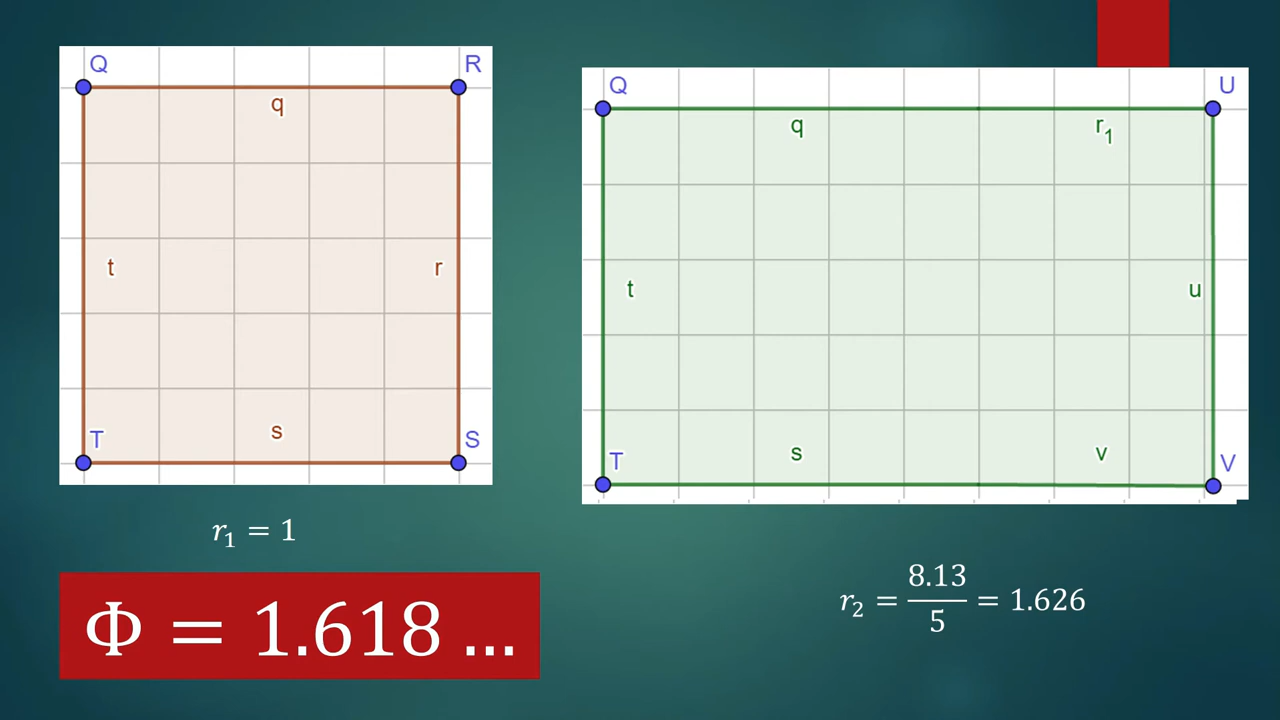 Q R
q
t r
s
T S
r₁ = 1
Φ = 1.618 ...
Q U
q r₁
t u
s v
T V
r₂ = 8.13/5 = 1.626